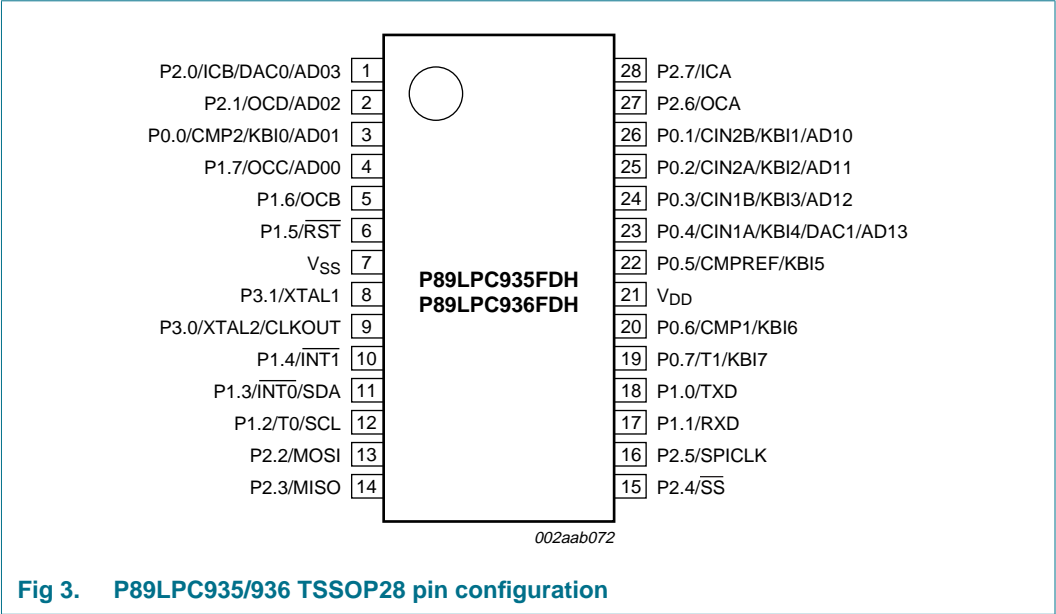 P2.0/ICB/DAC0/AD03 1
P2.1/OCD/AD02 2
P0.0/CMP2/KBI0/AD01 3
P1.7/OCC/AD00 4
P1.6/OCB 5
P1.5/R̅S̅T̅ 6
VSS 7
P3.1/XTAL1 8
P3.0/XTAL2/CLKOUT 9
P1.4/I̅N̅T̅1̅ 10
P1.3/I̅N̅T̅0̅/SDA 11
P1.2/T0/SCL 12
P2.2/MOSI 13
P2.3/MISO 14
P89LPC935FDH
P89LPC936FDH
28 P2.7/ICA
27 P2.6/OCA
26 P0.1/CIN2B/KBI1/AD10
25 P0.2/CIN2A/KBI2/AD11
24 P0.3/CIN1B/KBI3/AD12
23 P0.4/CIN1A/KBI4/DAC1/AD13
22 P0.5/CMPREF/KBI5
21 VDD
20 P0.6/CMP1/KBI6
19 P0.7/T1/KBI7
18 P1.0/TXD
17 P1.1/RXD
16 P2.5/SPICLK
15 P2.4/S̅S̅
002aab072
Fig 3. P89LPC935/936 TSSOP28 pin configuration